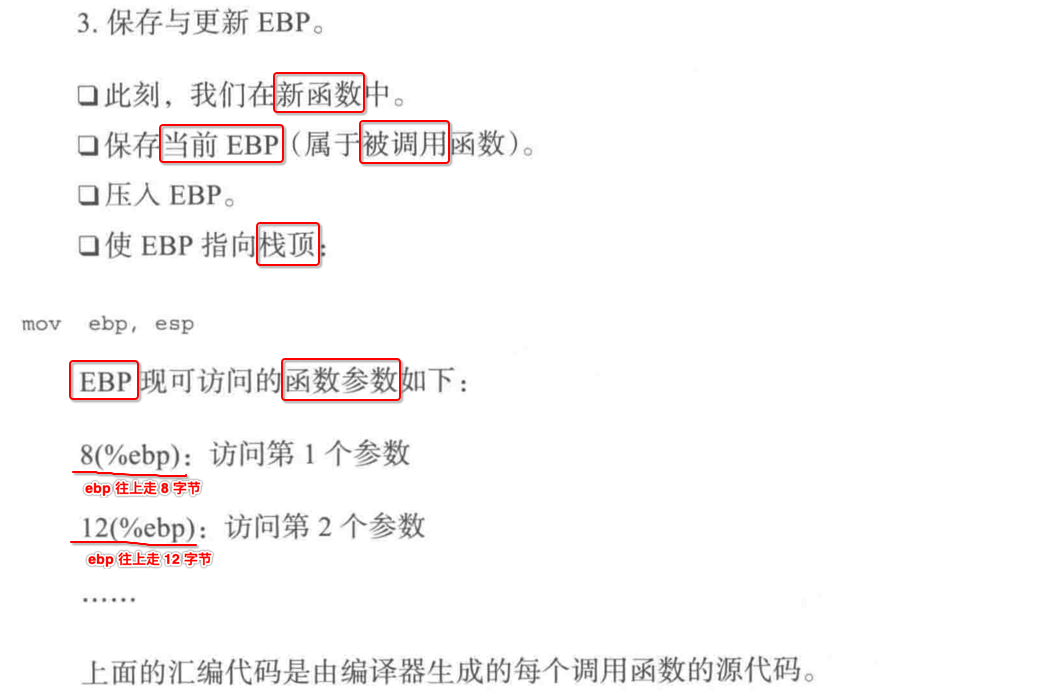 3. 保存与更新 EBP。
❑此刻，我们在新函数中。
❑保存当前 EBP（属于被调用函数）。
❑压入 EBP。
❑使 EBP 指向栈顶：
mov ebp, esp
EBP 现可访问的函数参数如下：
8(%ebp)：访问第 1 个参数
ebp 往上走 8 字节
12(%ebp)：访问第 2 个参数
ebp 往上走 12 字节
……
上面的汇编代码是由编译器生成的每个调用函数的源代码。